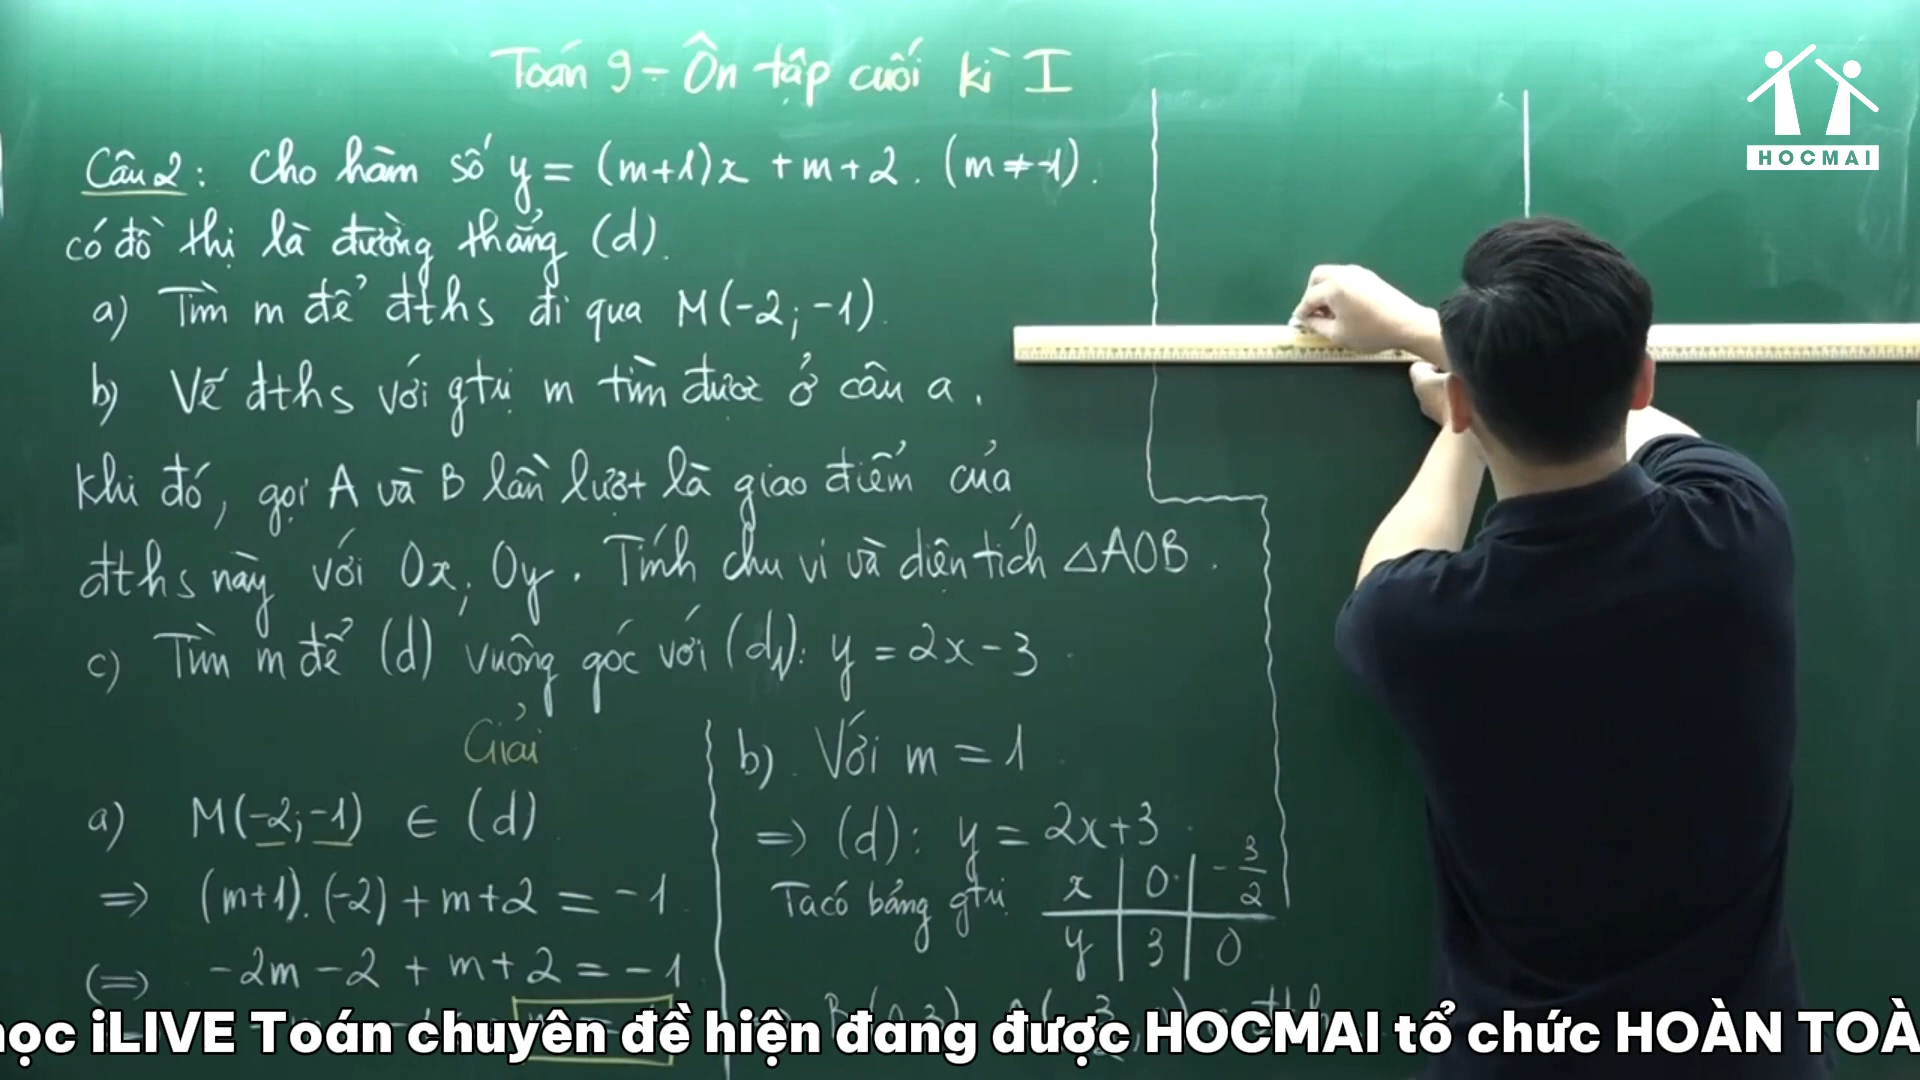 Toán 9 - Ôn tập cuối kì I
HOCMAI
Câu 2: Cho hàm số y = (m+1)x + m + 2. (m ≠ -1).
có đồ thị là đường thẳng (d).
a) Tìm m để đths đi qua M(-2; -1).
b) Vẽ đths với gtrị m tìm được ở câu a.
Khi đó, gọi A và B lần lượt là giao điểm của
đths này với Ox, Oy. Tính chu vi và diện tích △AOB.
c) Tìm m để (d) vuông góc với (d₁): y = 2x - 3
Giải
a) M(-2; -1) ∈ (d)
=> (m+1).(-2) + m+2 = -1
(=) -2m - 2 + m + 2 = -1
b). Với m = 1
=> (d): y = 2x+3
Ta có bảng gtrị
x | 0 | -3/2
y | 3 | 0
học iLIVE Toán chuyên đề hiện đang được HOCMAI tổ chức HOÀN TOÀ